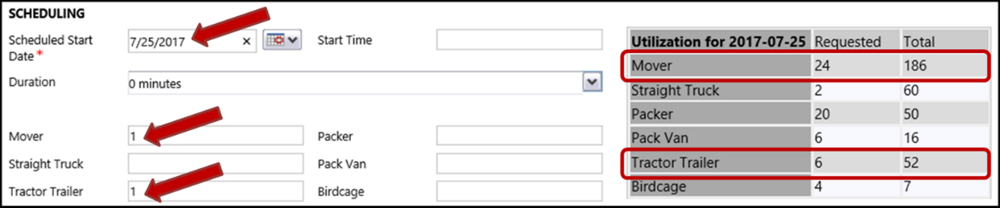 SCHEDULING
Scheduled Start Date* 7/25/2017 × Start Time
Duration 0 minutes
Mover 1 Packer
Straight Truck Pack Van
Tractor Trailer 1 Birdcage
Utilization for 2017-07-25 Requested Total
Mover 24 186
Straight Truck 2 60
Packer 20 50
Pack Van 6 16
Tractor Trailer 6 52
Birdcage 4 7